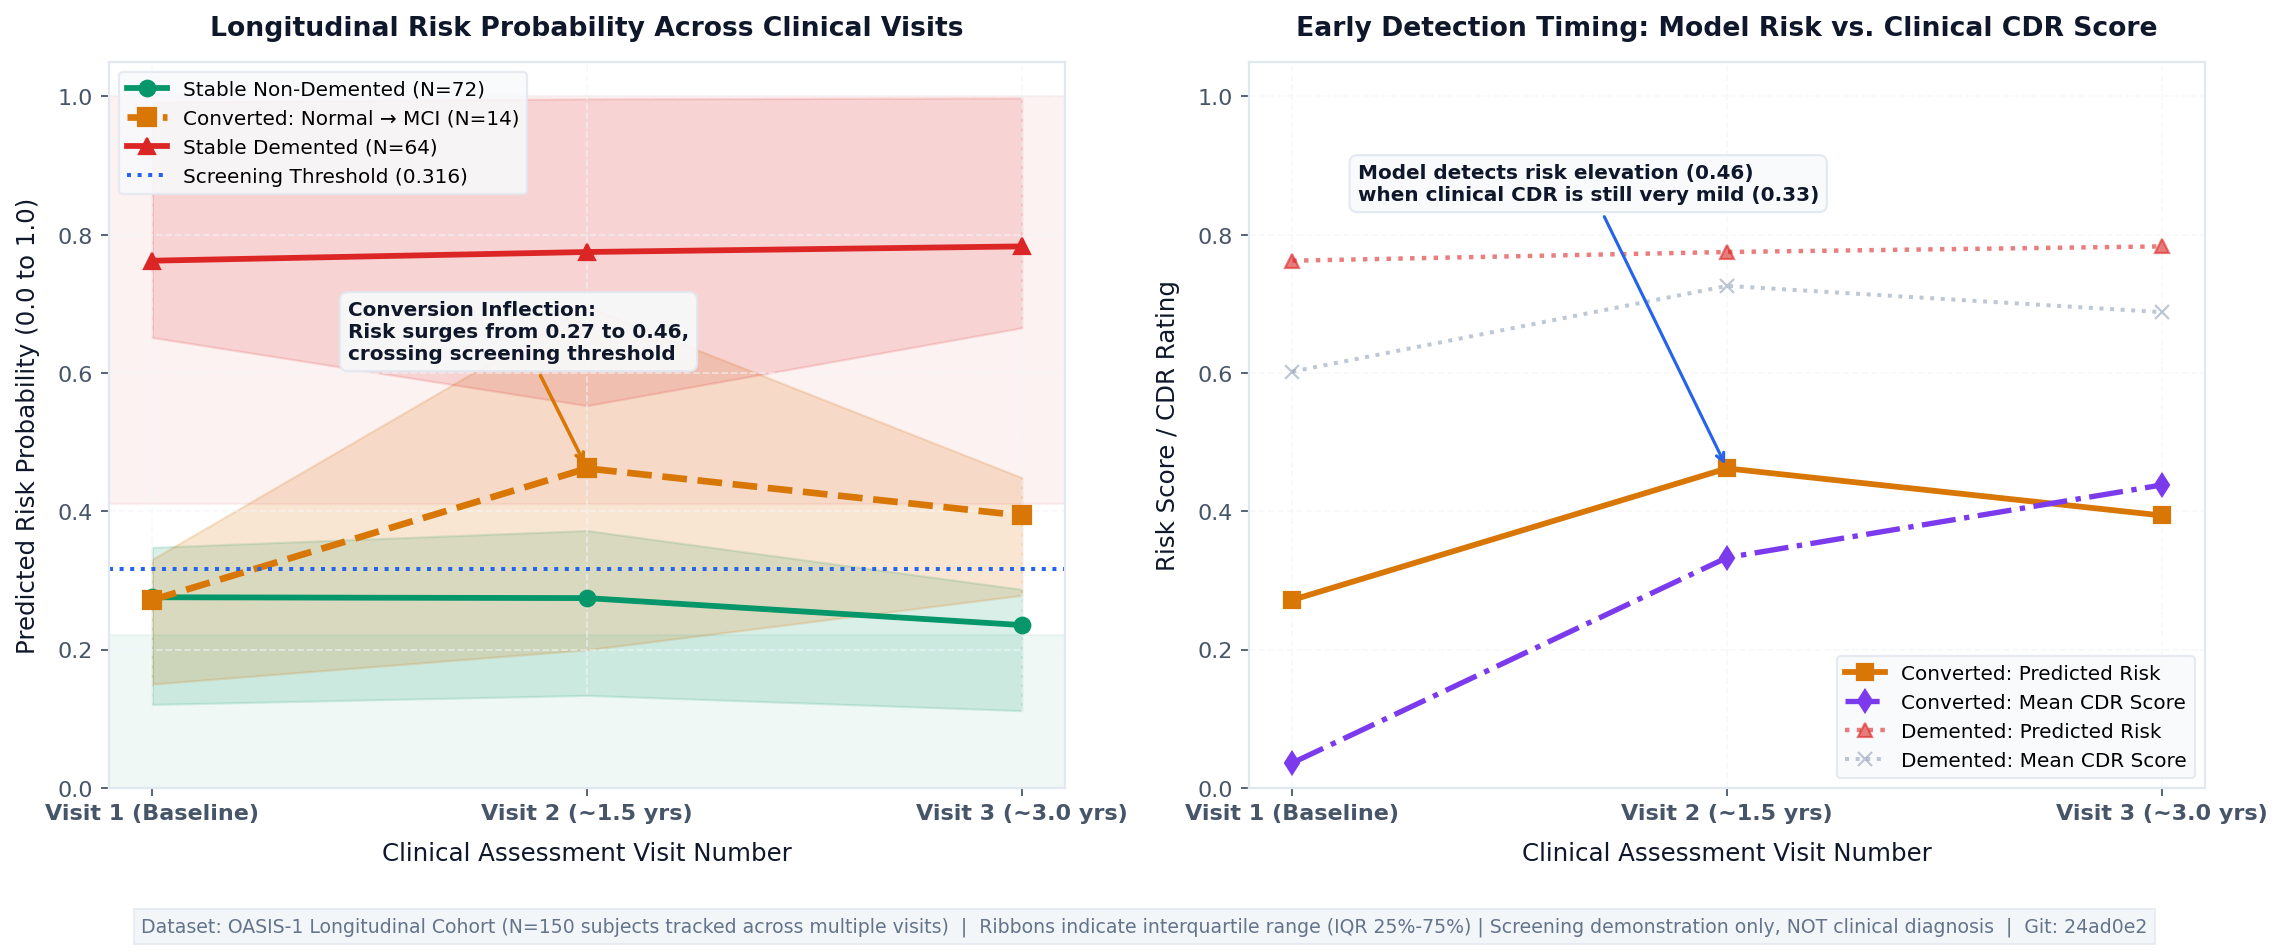 Longitudinal Risk Probability Across Clinical Visits
Predicted Risk Probability (0.0 to 1.0)
1.0
0.8
0.6
0.4
0.2
0.0
Stable Non-Demented (N=72)
Converted: Normal → MCI (N=14)
Stable Demented (N=64)
Screening Threshold (0.316)
Conversion Inflection:
Risk surges from 0.27 to 0.46,
crossing screening threshold
Visit 1 (Baseline)
Visit 2 (~1.5 yrs)
Visit 3 (~3.0 yrs)
Clinical Assessment Visit Number
Early Detection Timing: Model Risk vs. Clinical CDR Score
Risk Score / CDR Rating
1.0
0.8
0.6
0.4
0.2
0.0
Model detects risk elevation (0.46)
when clinical CDR is still very mild (0.33)
Converted: Predicted Risk
Converted: Mean CDR Score
Demented: Predicted Risk
Demented: Mean CDR Score
Visit 1 (Baseline)
Visit 2 (~1.5 yrs)
Visit 3 (~3.0 yrs)
Clinical Assessment Visit Number
Dataset: OASIS-1 Longitudinal Cohort (N=150 subjects tracked across multiple visits) | Ribbons indicate interquartile range (IQR 25%-75%) | Screening demonstration only, NOT clinical diagnosis | Git: 24ad0e2